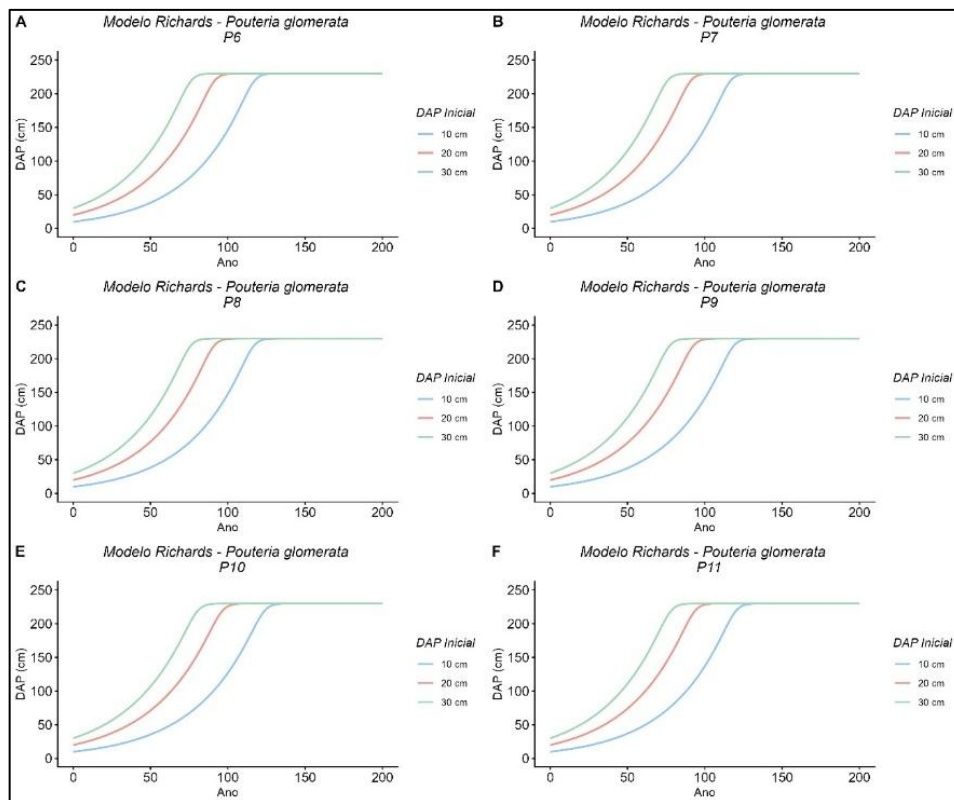 A
Modelo Richards - Pouteria glomerata
P6
250
200
150
100
50
0
DAP (cm)
0 50 100 150 200
Ano
DAP Inicial
10 cm
20 cm
30 cm
B
Modelo Richards - Pouteria glomerata
P7
250
200
150
100
50
0
DAP (cm)
0 50 100 150 200
Ano
DAP Inicial
10 cm
20 cm
30 cm
C
Modelo Richards - Pouteria glomerata
P8
250
200
150
100
50
0
DAP (cm)
0 50 100 150 200
Ano
DAP Inicial
10 cm
20 cm
30 cm
D
Modelo Richards - Pouteria glomerata
P9
250
200
150
100
50
0
DAP (cm)
0 50 100 150 200
Ano
DAP Inicial
10 cm
20 cm
30 cm
E
Modelo Richards - Pouteria glomerata
P10
250
200
150
100
50
0
DAP (cm)
0 50 100 150 200
Ano
DAP Inicial
10 cm
20 cm
30 cm
F
Modelo Richards - Pouteria glomerata
P11
250
200
150
100
50
0
DAP (cm)
0 50 100 150 200
Ano
DAP Inicial
10 cm
20 cm
30 cm